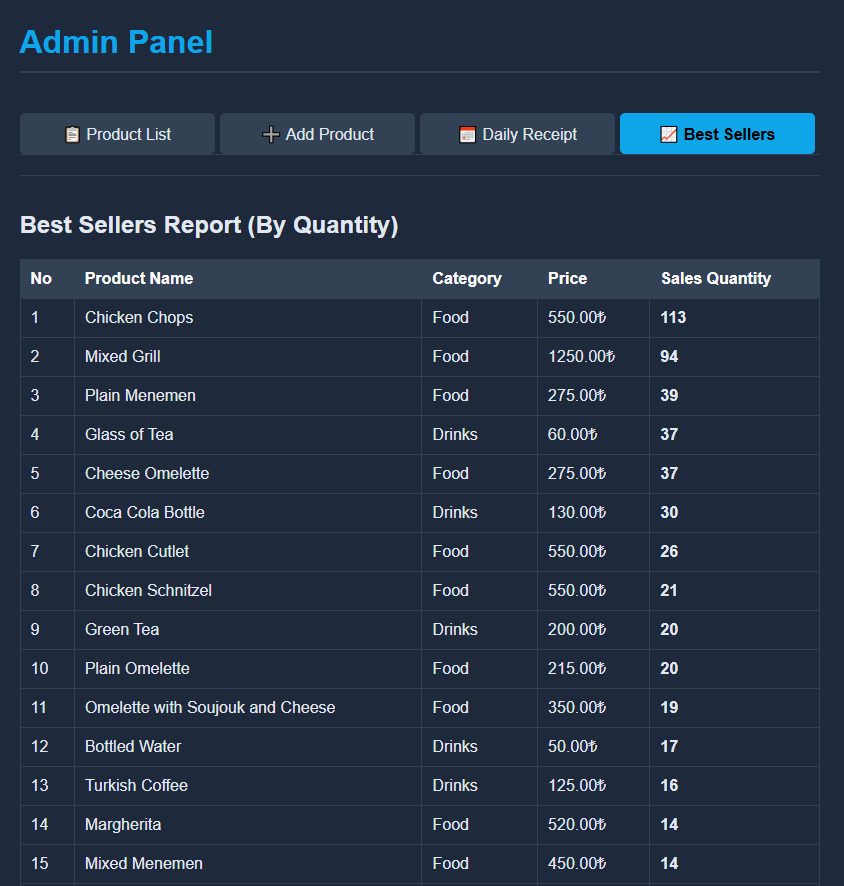 Admin Panel
📋 Product List
➕ Add Product
📅 Daily Receipt
📈 Best Sellers
Best Sellers Report (By Quantity)
No Product Name Category Price Sales Quantity
1 Chicken Chops Food 550.00₺ 113
2 Mixed Grill Food 1250.00₺ 94
3 Plain Menemen Food 275.00₺ 39
4 Glass of Tea Drinks 60.00₺ 37
5 Cheese Omelette Food 275.00₺ 37
6 Coca Cola Bottle Drinks 130.00₺ 30
7 Chicken Cutlet Food 550.00₺ 26
8 Chicken Schnitzel Food 550.00₺ 21
9 Green Tea Drinks 200.00₺ 20
10 Plain Omelette Food 215.00₺ 20
11 Omelette with Soujouk and Cheese Food 350.00₺ 19
12 Bottled Water Drinks 50.00₺ 17
13 Turkish Coffee Drinks 125.00₺ 16
14 Margherita Food 520.00₺ 14
15 Mixed Menemen Food 450.00₺ 14